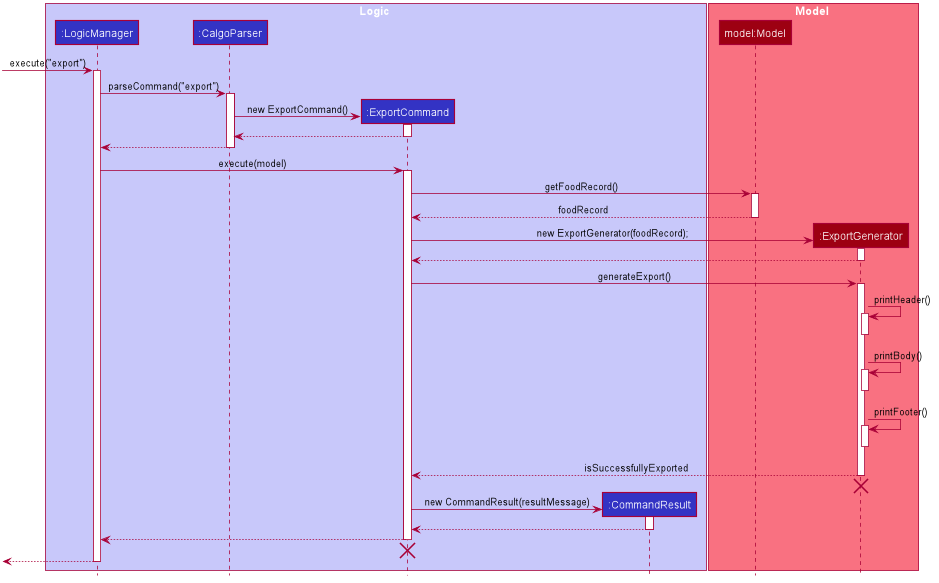 Logic
Model
:LogicManager
:CalgoParser
model:Model
execute("export")
parseCommand("export")
new ExportCommand()
:ExportCommand
execute(model)
getFoodRecord()
foodRecord
new ExportGenerator(foodRecord);
:ExportGenerator
generateExport()
printHeader()
printBody()
printFooter()
isSuccessfullyExported
new CommandResult(resultMessage)
:CommandResult